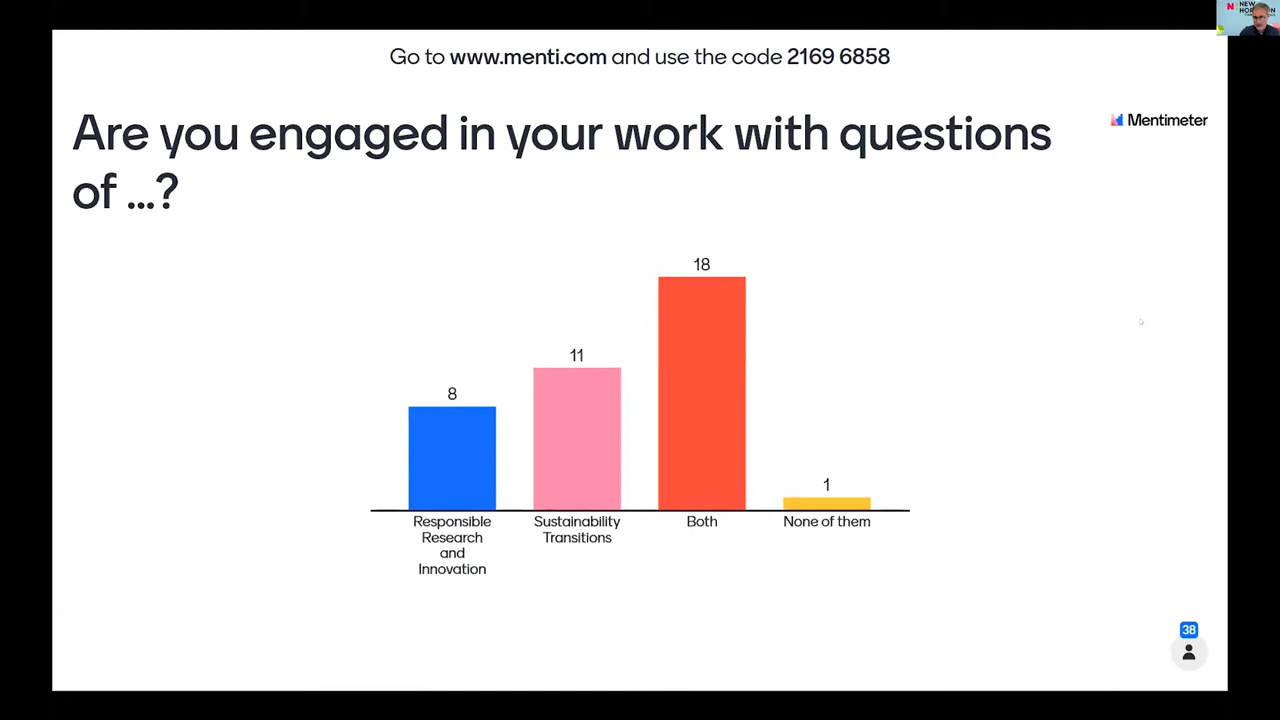 NEW
Go to www.menti.com and use the code 2169 6858
Are you engaged in your work with questions
of ...?
Mentimeter
18
11
8
1
Responsible
Research
and
Innovation
Sustainability
Transitions
Both
None of them
38